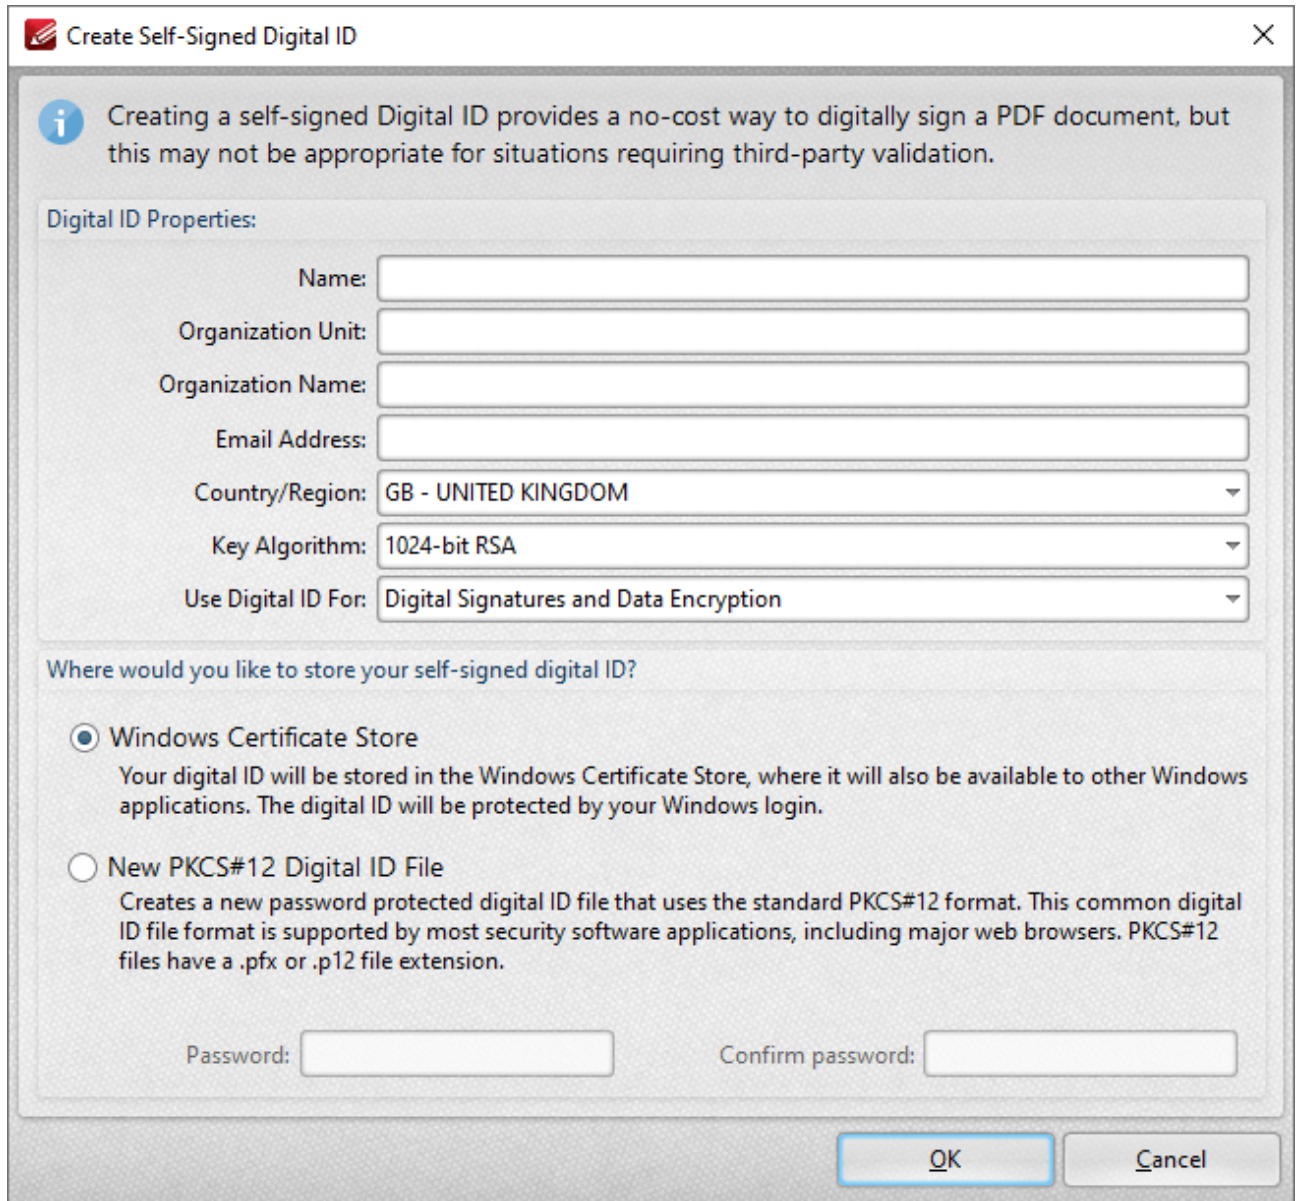 Create Self-Signed Digital ID
Creating a self-signed Digital ID provides a no-cost way to digitally sign a PDF document, but
this may not be appropriate for situations requiring third-party validation.
Digital ID Properties:
Name:
Organization Unit:
Organization Name:
Email Address:
Country/Region: GB - UNITED KINGDOM
Key Algorithm: 1024-bit RSA
Use Digital ID For: Digital Signatures and Data Encryption
Where would you like to store your self-signed digital ID?
Windows Certificate Store
Your digital ID will be stored in the Windows Certificate Store, where it will also be available to other Windows
applications. The digital ID will be protected by your Windows login.
New PKCS#12 Digital ID File
Creates a new password protected digital ID file that uses the standard PKCS#12 format. This common digital
ID file format is supported by most security software applications, including major web browsers. PKCS#12
files have a .pfx or .p12 file extension.
Password: Confirm password:
OK Cancel